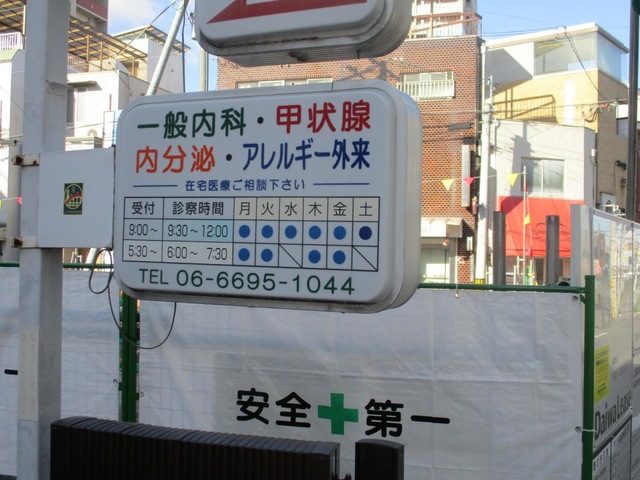 一般内科・甲状腺
内分泌・アレルギー外来
在宅医療ご相談下さい
受付 診察時間 月 火 水 木 金 土
9:00～ 9:30～12:00 ● ● ● ● ● ●
5:30～ 6:00～7:30 ● ● ＼ ● ● ＼
TEL 06-6695-1044
安全 第一
DaiwaLease